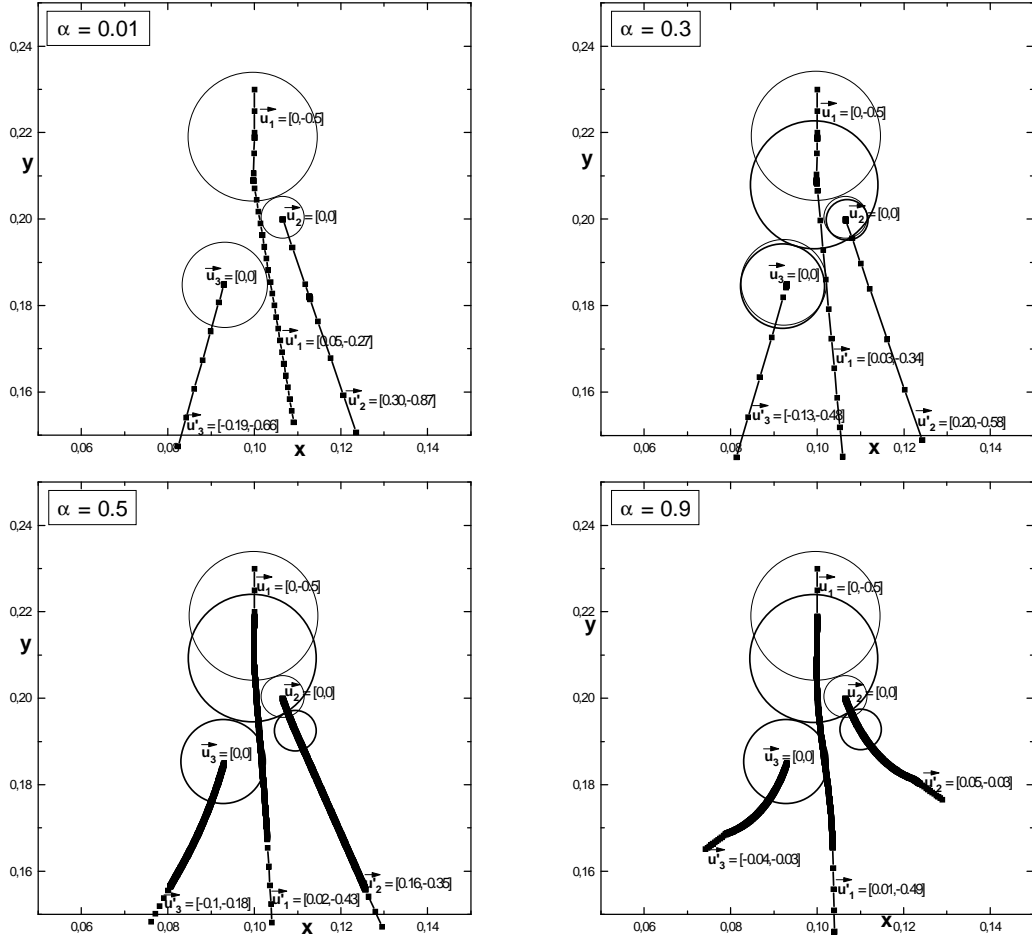 α = 0.01
0,24
0,22
0,20
0,18
0,16
0,06 0,08 0,10 0,12 0,14
y
x
u₁ = [0,-0.5]
u₂ = [0,0]
u₃ = [0,0]
u'₁ = [0.05,-0.27]
u'₂ = [0.30,-0.87]
u'₃ = [-0.19,-0.66]
α = 0.3
0,24
0,22
0,20
0,18
0,16
0,06 0,08 0,10 0,12 0,14
y
x
u₁ = [0,-0.5]
u₂ = [0,0]
u₃ = [0,0]
u'₁ = [0.03,-0.34]
u'₃ = [-0.13,-0.48]
u'₂ = [0.20,-0.58]
α = 0.5
0,24
0,22
0,20
0,18
0,16
0,06 0,08 0,10 0,12 0,14
y
x
u₁ = [0,-0.5]
u₂ = [0,0]
u₃ = [0,0]
u'₂ = [0.16,-0.35]
u'₃ = [-0.1,-0.18]
u'₁ = [0.02,-0.43]
α = 0.9
0,24
0,22
0,20
0,18
0,16
0,06 0,08 0,10 0,12 0,14
y
x
u₁ = [0,-0.5]
u₂ = [0,0]
u₃ = [0,0]
u'₂ = [0.05,-0.03]
u'₃ = [-0.04,-0.03]
u'₁ = [0.01,-0.49]